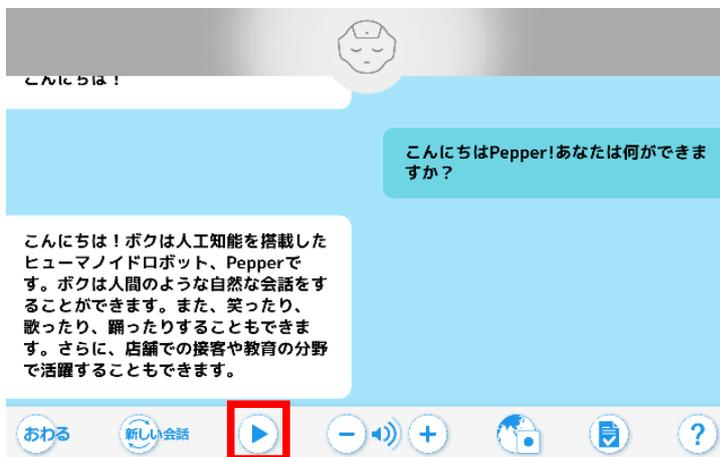 こんにちは！
こんにちはPepper!あなたは何ができま
すか？
こんにちは！ボクは人工知能を搭載した
ヒューマノイドロボット、Pepperで
す。ボクは人間のような自然な会話をす
ることができます。また、笑ったり、
歌ったり、踊ったりすることもできま
す。さらに、店舗での接客や教育の分野
で活躍することもできます。
おわる
新しい会話
?